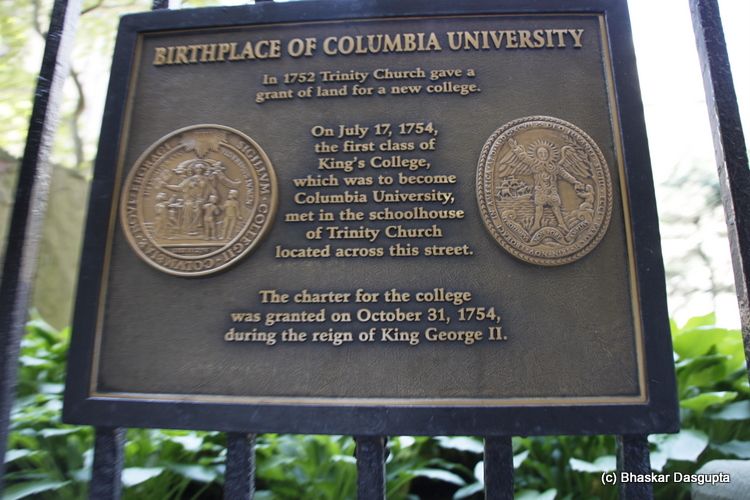 BIRTHPLACE OF COLUMBIA UNIVERSITY
In 1752 Trinity Church gave a
grant of land for a new college.
On July 17, 1754,
the first class of
King's College,
which was to become
Columbia University,
met in the schoolhouse
of Trinity Church
located across this street.
The charter for the college
was granted on October 31, 1754,
during the reign of King George II.
(c) Bhaskar Dasgupta